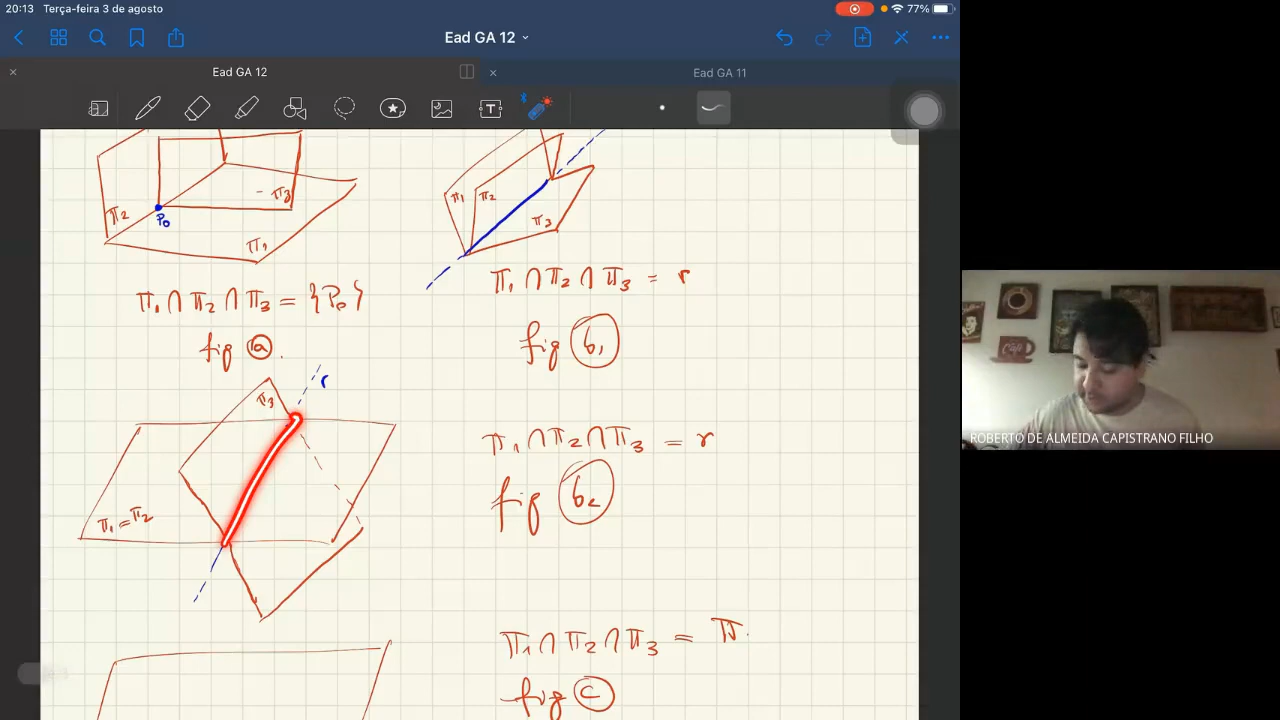 20:13 Terça-feira 3 de agosto
77%
Ead GA 12
Ead GA 12
Ead GA 11
T
π2
P0
π3
π1
π1 ∩ π2 ∩ π3 = {P0}
fig a.
π1
π2
π3
π1 ∩ π2 ∩ π3 = r
fig b1
π3
r
π1 = π2
π1 ∩ π2 ∩ π3 = r
fig b2
π1 ∩ π2 ∩ π3 = π.
fig c
Café
ROBERTO DE ALMEIDA CAPISTRANO FILHO